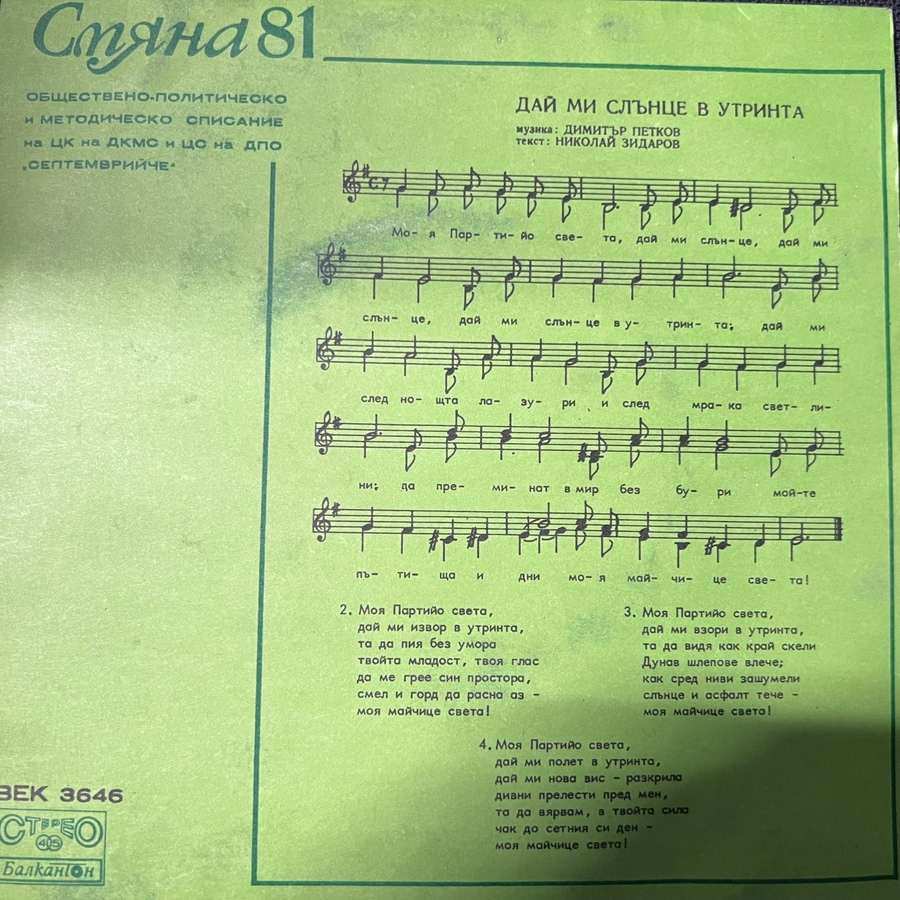 Смяна 81
ОБЩЕСТВЕНО-ПОЛИТИЧЕСКО
И МЕТОДИЧЕСКО СПИСАНИЕ
на ЦК на ДКМС и ЦС на ДПО
„СЕПТЕМВРИЙЧЕ"
ДАЙ МИ СЛЪНЦЕ В УТРИНТА
музика: ДИМИТЪР ПЕТКОВ
текст: НИКОЛАЙ ЗИДАРОВ
Мо- я Пар- ти- йо све- та, дай ми слън- це, дай ми
слън- це, дай ми слън- це в у- трин- та; дай ми
след но- щта ла- зу- ри и след мра- ка свет- ли-
ни; да пре- ми- нат в мир без бу- ри май-те
пъ- ти- ща и дни мо- я май- чи- це све- та!
2. Моя Партийо света,
дай ми извор в утринта,
та да пия без умора
твойта младост, твоя глас
да ме грее син простора,
смел и горд да расна аз -
моя майчице света!
3. Моя Партийо света,
дай ми взори в утринта,
та да видя как край скели
Дунав шлепове влече;
как сред ниви зашумели
слънце и асфалт тече -
моя майчице света!
4. Моя Партийо света,
дай ми полет в утринта,
дай ми нова вис - разкрила
дивни прелести пред мен,
та да вярвам, в твойта сила
чак до сетния си ден -
моя майчице света!
ВЕК 3646
СТЕРЕО
45
Балкантон